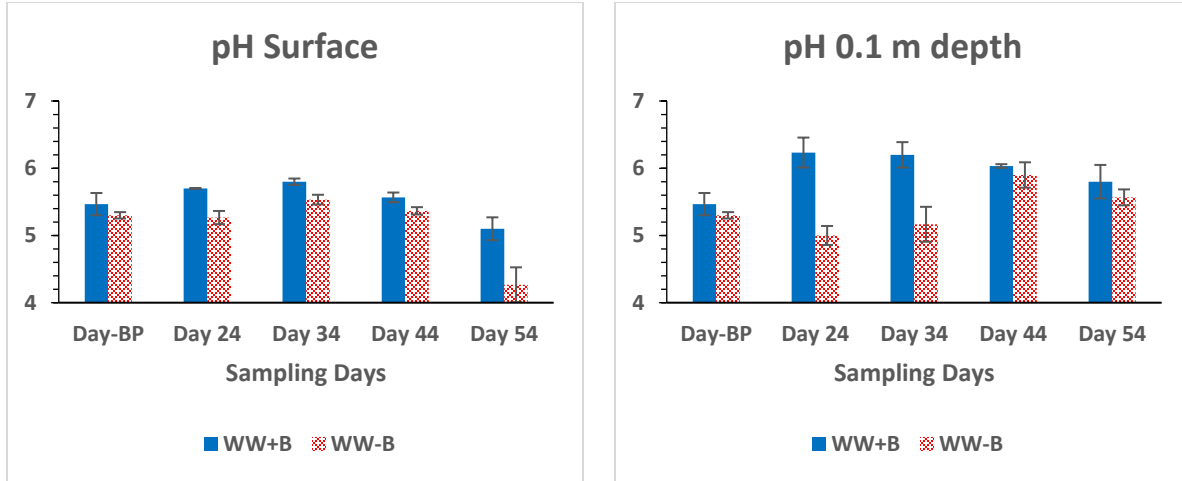 pH Surface
7
6
5
4
Day-BP Day 24 Day 34 Day 44 Day 54
Sampling Days
WW+B WW-B
pH 0.1 m depth
7
6
5
4
Day-BP Day 24 Day 34 Day 44 Day 54
Sampling Days
WW+B WW-B